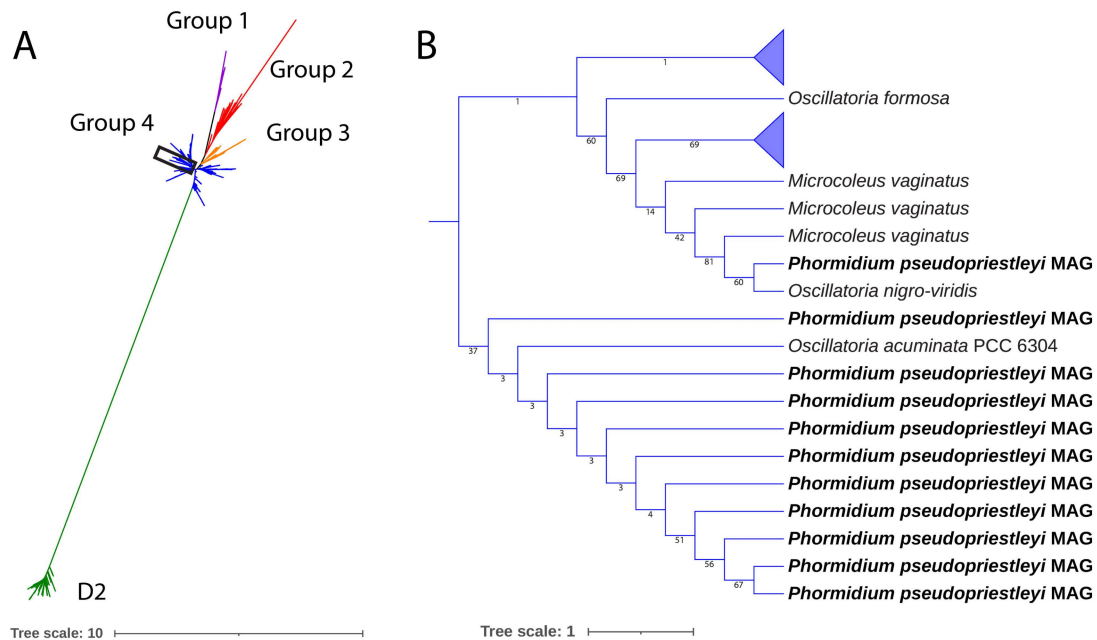 A
Group 1
Group 2
Group 3
Group 4
D2
Tree scale: 10
B
1
1
Oscillatoria formosa
60
69
69
Microcoleus vaginatus
14
Microcoleus vaginatus
42
Microcoleus vaginatus
81
Phormidium pseudopriestleyi MAG
60
Oscillatoria nigro-viridis
Phormidium pseudopriestleyi MAG
37
Oscillatoria acuminata PCC 6304
3
Phormidium pseudopriestleyi MAG
3
Phormidium pseudopriestleyi MAG
3
Phormidium pseudopriestleyi MAG
3
Phormidium pseudopriestleyi MAG
3
Phormidium pseudopriestleyi MAG
4
Phormidium pseudopriestleyi MAG
51
Phormidium pseudopriestleyi MAG
56
Phormidium pseudopriestleyi MAG
67
Phormidium pseudopriestleyi MAG
Tree scale: 1